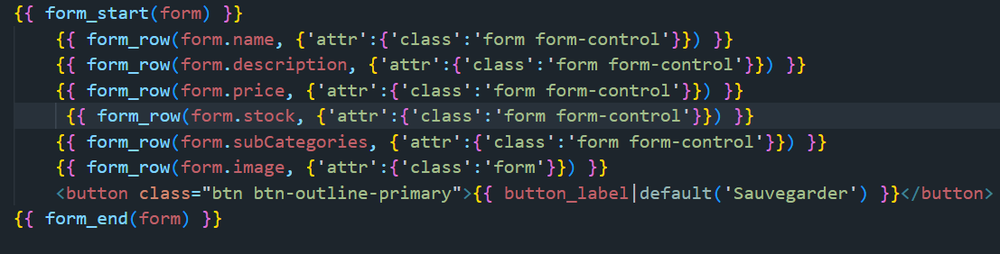 {{ form_start(form) }}
    {{ form_row(form.name, {'attr':{'class':'form form-control'}}) }}
    {{ form_row(form.description, {'attr':{'class':'form form-control'}}) }}
    {{ form_row(form.price, {'attr':{'class':'form form-control'}}) }}
     {{ form_row(form.stock, {'attr':{'class':'form form-control'}}) }}
    {{ form_row(form.subCategories, {'attr':{'class':'form form-control'}}) }}
    {{ form_row(form.image, {'attr':{'class':'form'}}) }}
    <button class="btn btn-outline-primary">{{ button_label|default('Sauvegarder') }}</button>
{{ form_end(form) }}